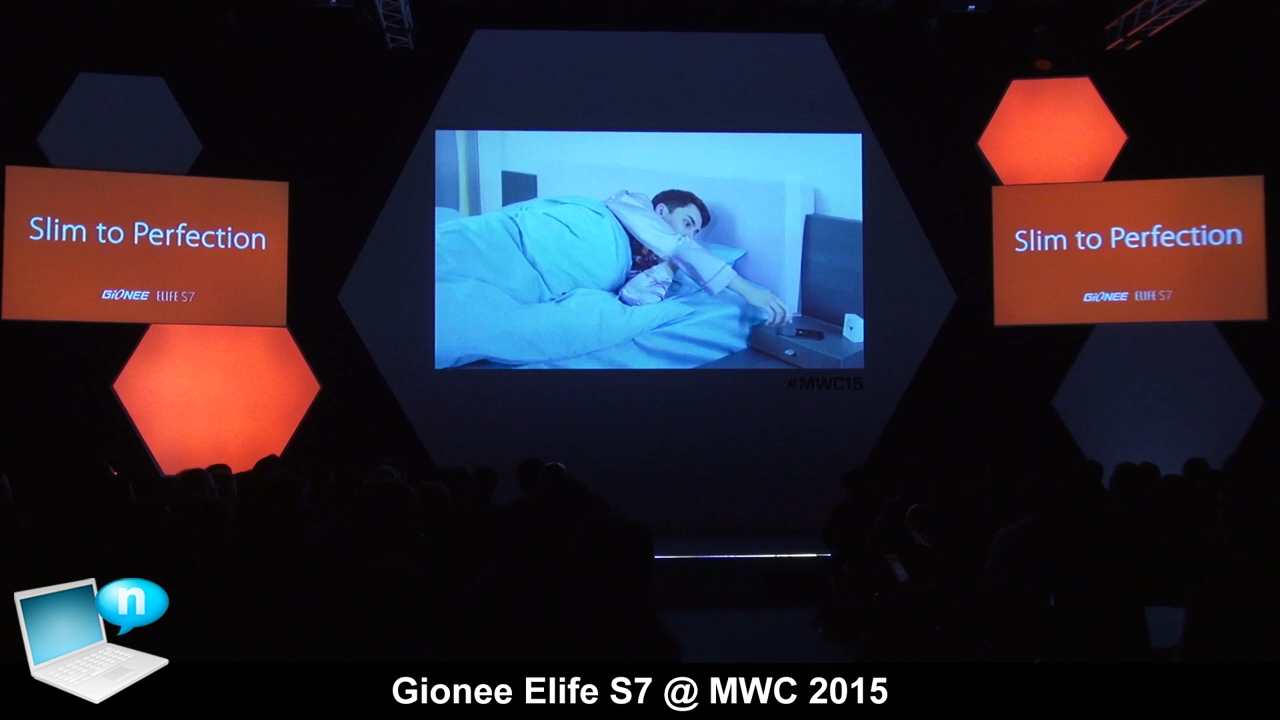 Slim to Perfection
GiONEE ELIFE S7
Slim to Perfection
GiONEE ELIFE S7
#MWC15
n
Gionee Elife S7 @ MWC 2015